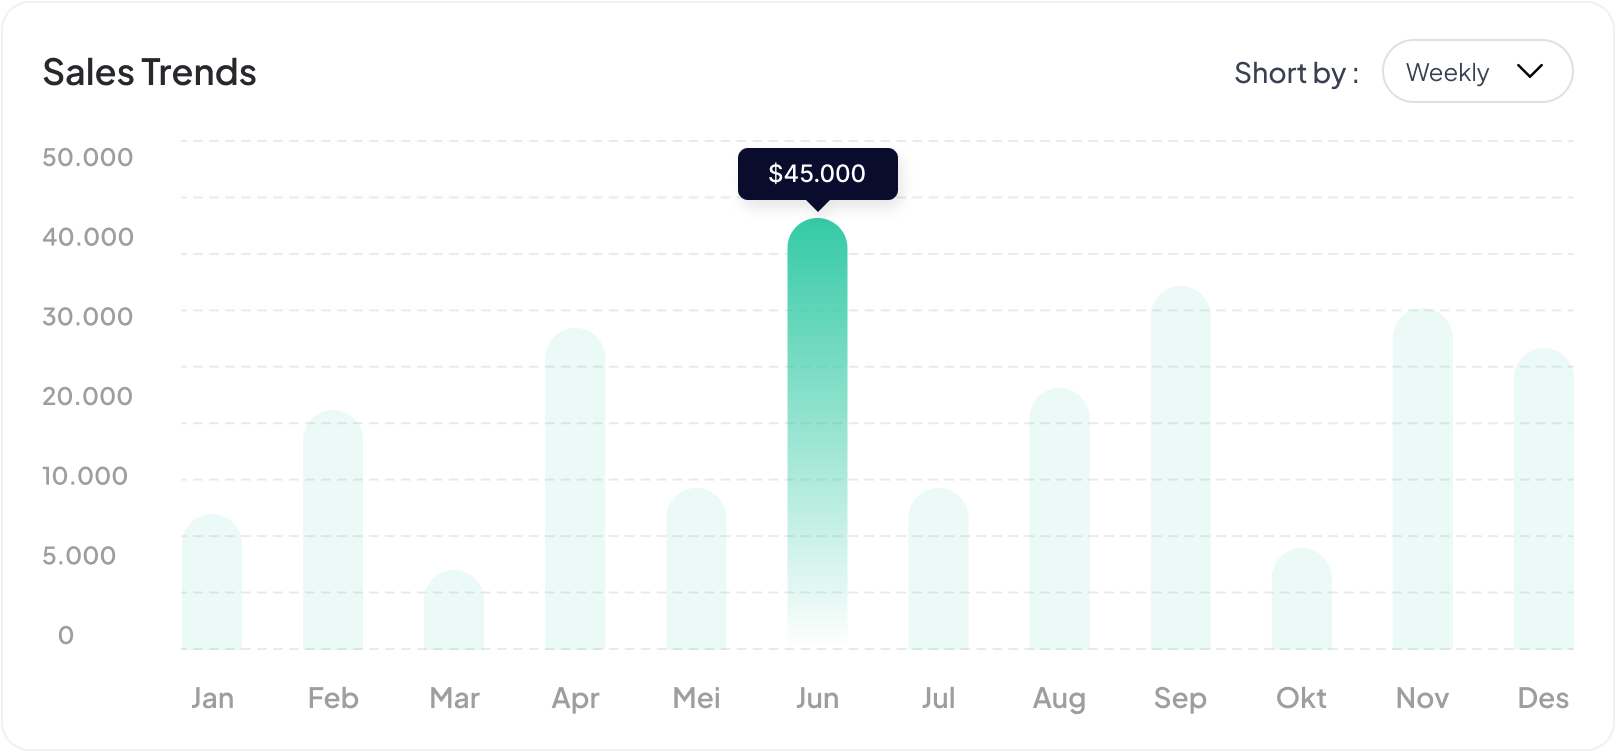 Sales Trends
Short by :
Weekly
50.000
$45.000
40.000
30.000
20.000
10.000
5.000
0
Jan Feb Mar Apr Mei Jun Jul Aug Sep Okt Nov Des